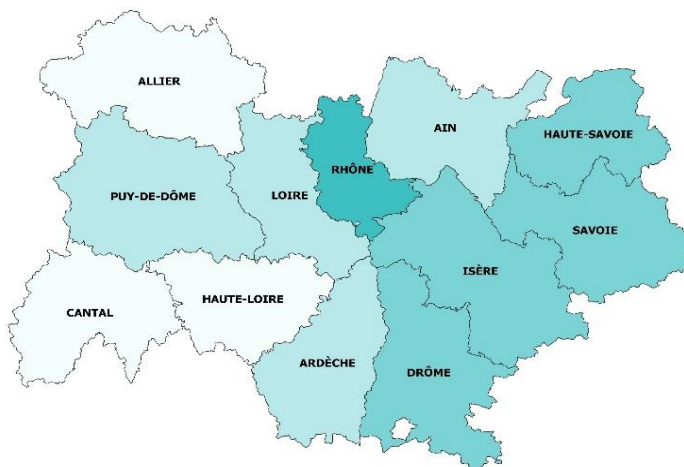 ALLIER
AIN
HAUTE-SAVOIE
RHÔNE
PUY-DE-DÔME
LOIRE
SAVOIE
ISÈRE
HAUTE-LOIRE
CANTAL
ARDÈCHE
DRÔME